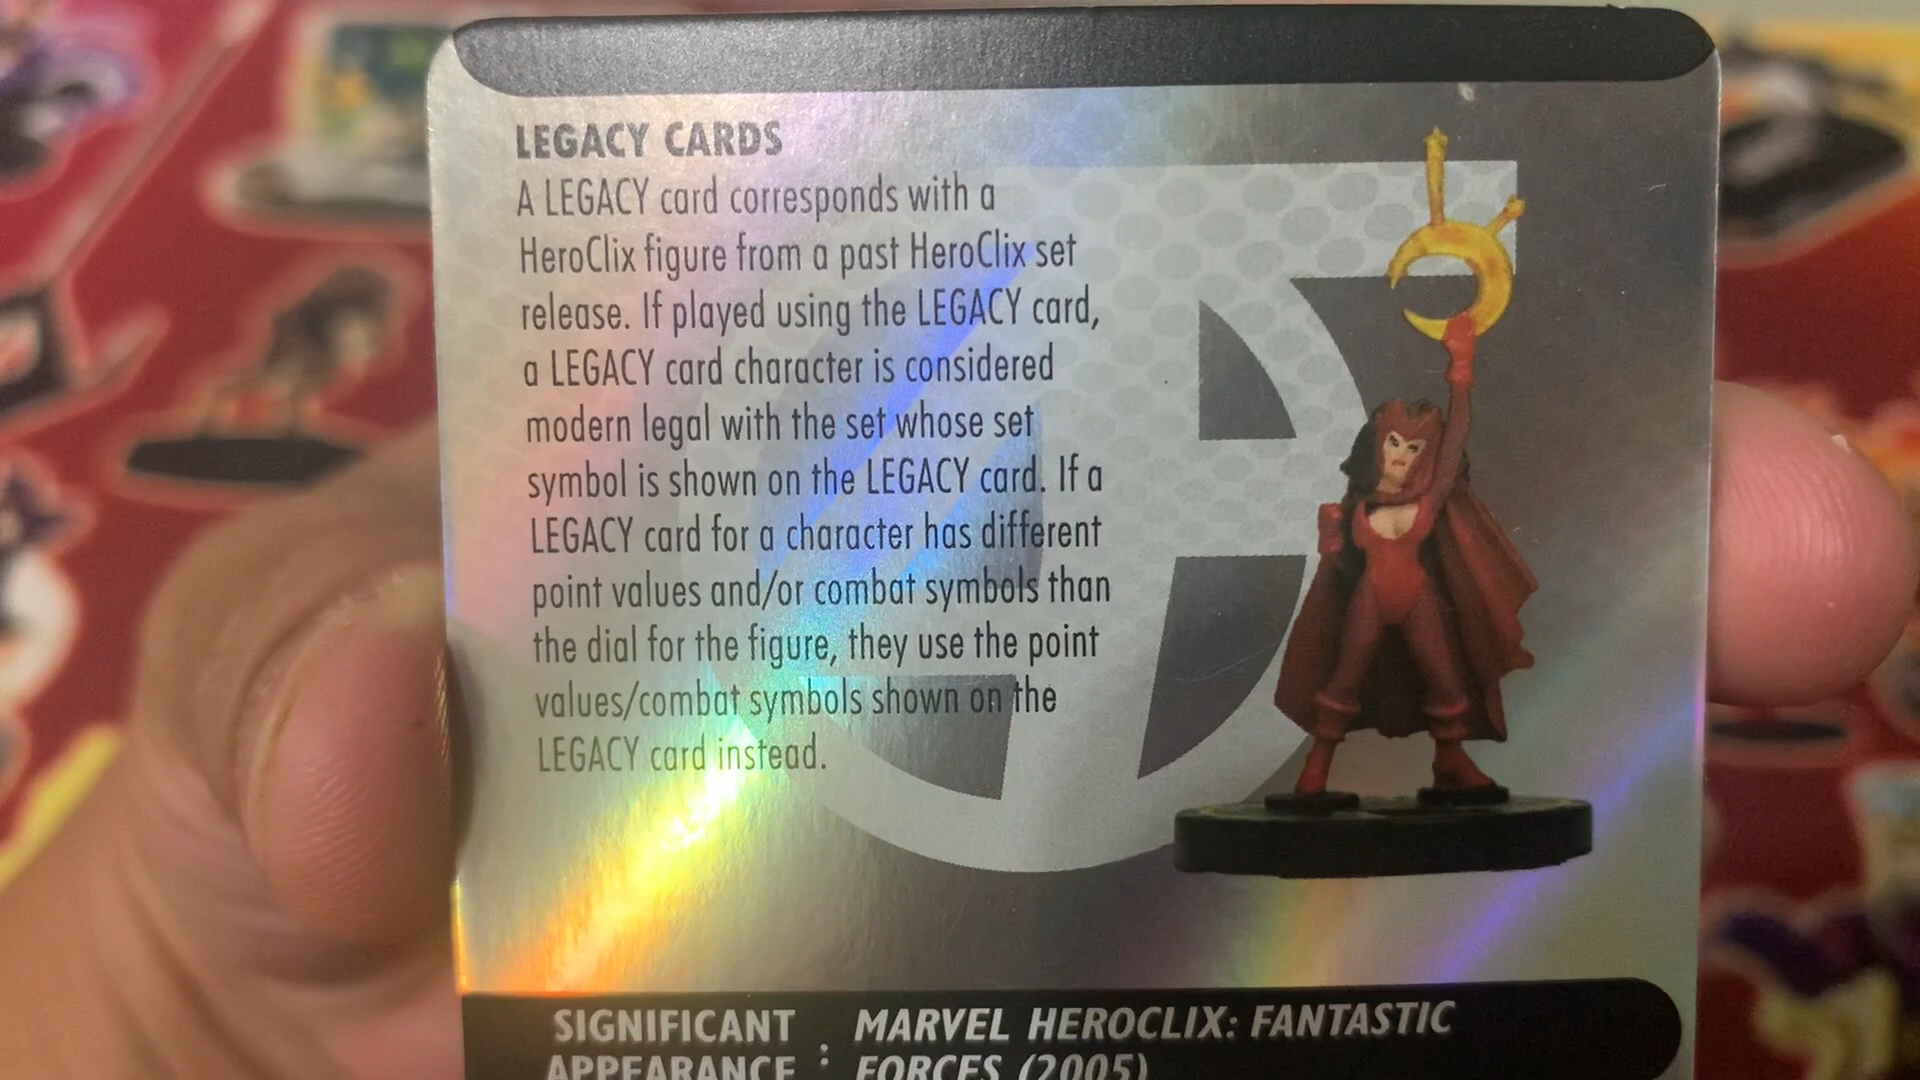 LEGACY CARDS
A LEGACY card corresponds with a
HeroClix figure from a past HeroClix set
release. If played using the LEGACY card,
a LEGACY card character is considered
modern legal with the set whose set
symbol is shown on the LEGACY card. If a
LEGACY card for a character has different
point values and/or combat symbols than
the dial for the figure, they use the point
values/combat symbols shown on the
LEGACY card instead.
SIGNIFICANT
APPEARANCE :
MARVEL HEROCLIX: FANTASTIC
FORCES (2005)